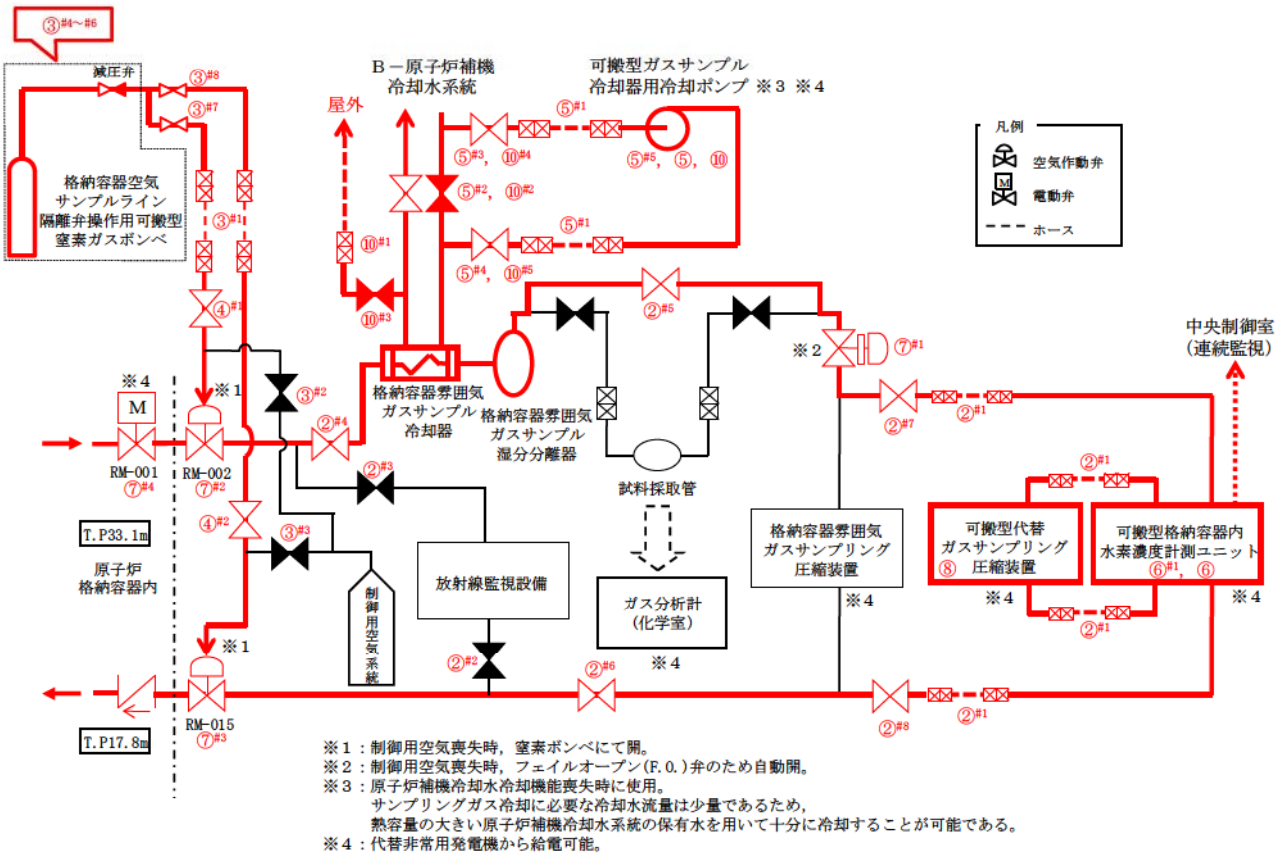 ③#4～#6
減圧弁
③#8
③#7
格納容器空気
サンプルライン
隔離弁操作用可搬型
窒素ガスボンベ
③#1
④#1
屋外
B－原子炉補機
冷却水系統
可搬型ガスサンプル
冷却器用冷却ポンプ ※３ ※４
⑤#1
⑤#3, ⑩#4
⑤#5, ⑤, ⑩
⑤#2, ⑩#2
⑤#1
⑤#4, ⑩#5
⑩#1
⑩#3
凡例
空気作動弁
M
電動弁
ホース
②#5
※２
⑦#1
中央制御室
(連続監視)
※４
M
※１
③#2
②#4
格納容器雰囲気
ガスサンプル
冷却器
格納容器雰囲気
ガスサンプル
湿分分離器
②#7
②#1
RM-001
⑦#4
RM-002
⑦#2
②#3
試料採取管
②#1
T.P33.1m
④#2
③#3
原子炉
格納容器内
放射線監視設備
ガス分析計
(化学室)
※４
格納容器雰囲気
ガスサンプリング
圧縮装置
※４
可搬型代替
ガスサンプリング
⑧ 圧縮装置
※４
可搬型格納容器内
水素濃度計測ユニット
⑥#1, ⑥
※４
②#1
制御用空気系統
※１
②#2
②#6
②#8
②#1
RM-015
⑦#3
T.P17.8m
※１：制御用空気喪失時，窒素ボンベにて開。
※２：制御用空気喪失時，フェイルオープン(F.O.)弁のため自動開。
※３：原子炉補機冷却水冷却機能喪失時に使用。
サンプリングガス冷却に必要な冷却水流量は少量であるため，
熱容量の大きい原子炉補機冷却水系統の保有水を用いて十分に冷却することが可能である。
※４：代替非常用発電機から給電可能。